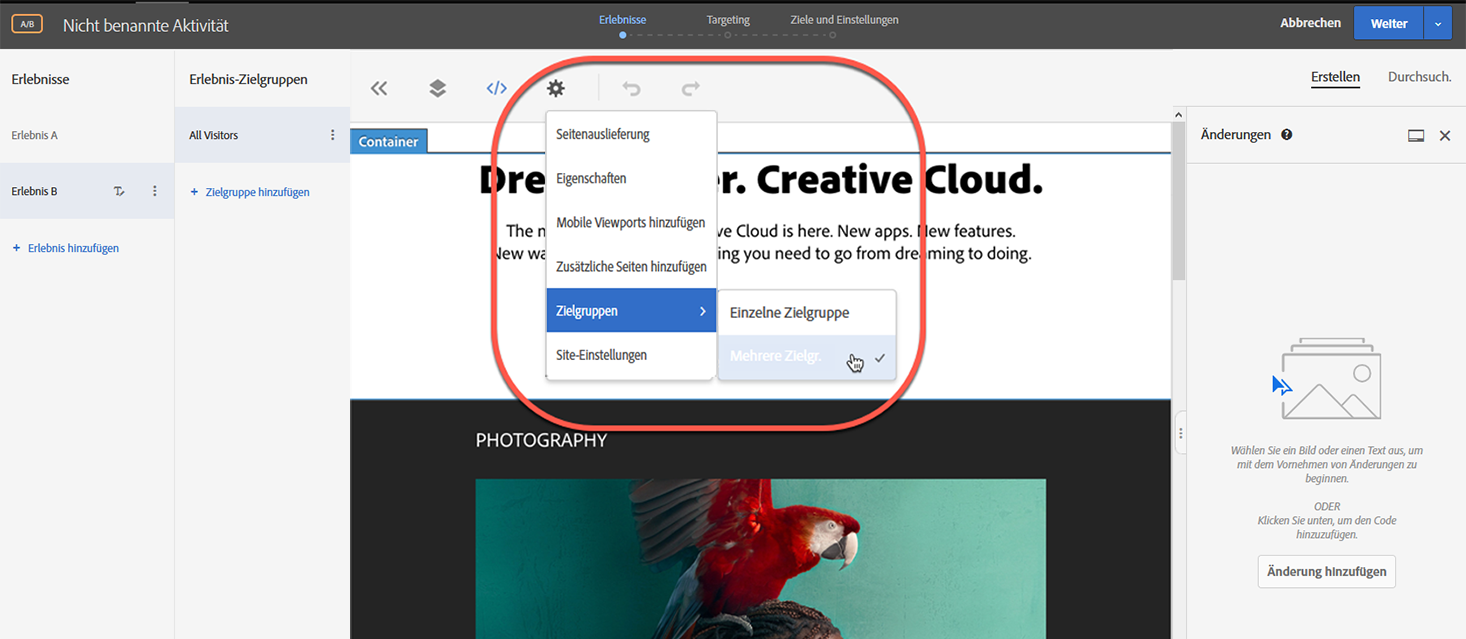 A/B
Nicht benannte Aktivität
Erlebnisse
Targeting
Ziele und Einstellungen
Abbrechen
Weiter
Erlebnisse
Erlebnis A
Erlebnis B
+ Erlebnis hinzufügen
Erlebnis-Zielgruppen
All Visitors
+ Zielgruppe hinzufügen
</>
Container
Seitenauslieferung
Eigenschaften
Mobile Viewports hinzufügen
Zusätzliche Seiten hinzufügen
Zielgruppen
Site-Einstellungen
Einzelne Zielgruppe
Mehrere Zielgr.
Dre r. Creative Cloud.
The n ve Cloud is here. New apps. New features.
New wa ing you need to go from dreaming to doing.
PHOTOGRAPHY
Erstellen
Durchsuch.
Änderungen
Wählen Sie ein Bild oder einen Text aus, um
mit dem Vornehmen von Änderungen zu
beginnen.
ODER
Klicken Sie unten, um den Code
hinzuzufügen.
Änderung hinzufügen